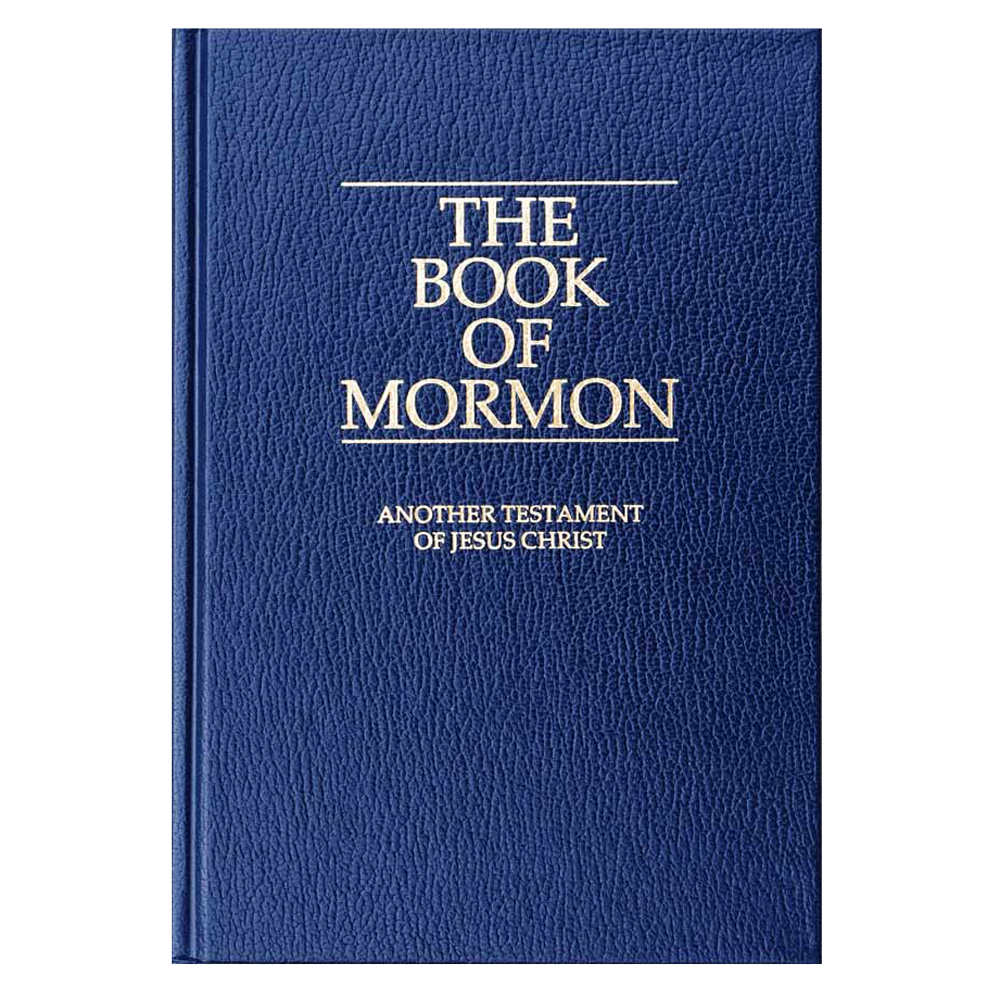 THE
BOOK
OF
MORMON
ANOTHER TESTAMENT
OF JESUS CHRIST